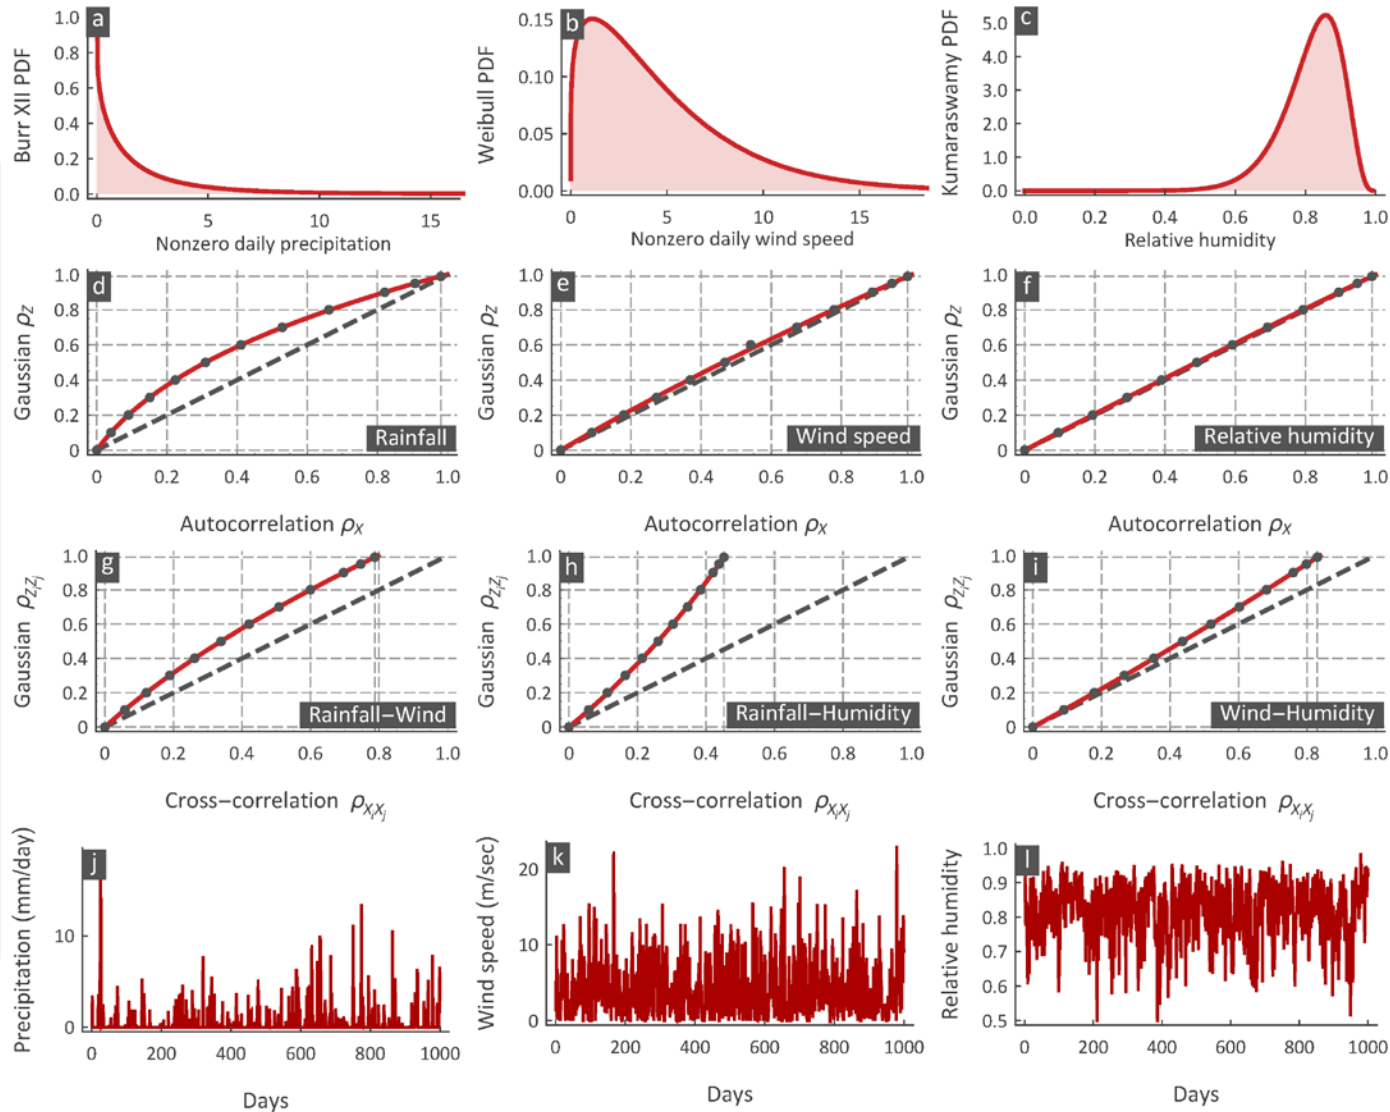 a
Burr XII PDF
1.0
0.8
0.6
0.4
0.2
0.0
0 5 10 15
Nonzero daily precipitation
b
Weibull PDF
0.15
0.10
0.05
0.00
0 5 10 15
Nonzero daily wind speed
c
Kumaraswamy PDF
5.0
4.0
3.0
2.0
1.0
0.0
0.0 0.2 0.4 0.6 0.8 1.0
Relative humidity
d
Gaussian ρZ
1.0
0.8
0.6
0.4
0.2
0
Rainfall
0 0.2 0.4 0.6 0.8 1.0
Autocorrelation ρX
e
Gaussian ρZ
1.0
0.8
0.6
0.4
0.2
0
Wind speed
0 0.2 0.4 0.6 0.8 1.0
Autocorrelation ρX
f
Gaussian ρZ
1.0
0.8
0.6
0.4
0.2
0
Relative humidity
0 0.2 0.4 0.6 0.8 1.0
Autocorrelation ρX
g
Gaussian ρZiZj
1.0
0.8
0.6
0.4
0.2
0
Rainfall–Wind
0 0.2 0.4 0.6 0.8 1.0
Cross–correlation ρXiXj
h
Gaussian ρZiZj
1.0
0.8
0.6
0.4
0.2
0
Rainfall–Humidity
0 0.2 0.4 0.6 0.8 1.0
Cross–correlation ρXiXj
i
Gaussian ρZiZj
1.0
0.8
0.6
0.4
0.2
0
Wind–Humidity
0 0.2 0.4 0.6 0.8 1.0
Cross–correlation ρXiXj
j
Precipitation (mm/day)
10
0
0 200 400 600 800 1000
Days
k
Wind speed (m/sec)
20
10
0
0 200 400 600 800 1000
Days
l
Relative humidity
1.0
0.9
0.8
0.7
0.6
0.5
0 200 400 600 800 1000
Days